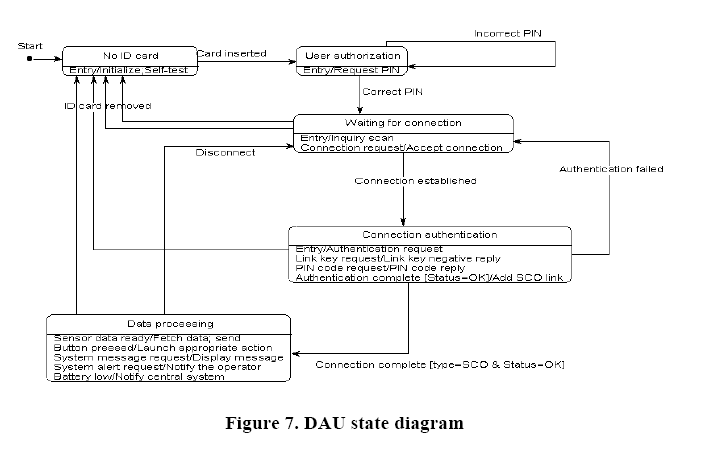 Start
No ID card
Entry/Initialize;Self-test
Card inserted
User authorization
Entry/Request PIN
Incorrect PIN
Correct PIN
ID card removed
Waiting for connection
Entry/Inquiry scan
Connection request/Accept connection
Disconnect
Authentication failed
Connection established
Connection authentication
Entry/Authentication request
Link key request/Link key negative reply
PIN code request/PIN code reply
Authentication complete [Status=OK]/Add SCO link
Data processing
Sensor data ready/Fetch data; send
Button pressed/Launch appropriate action
System message request/Display message
System alert request/Notify the operator
Battery low/Notify central system
Connection complete [type=SCO & Status=OK]
Figure 7. DAU state diagram